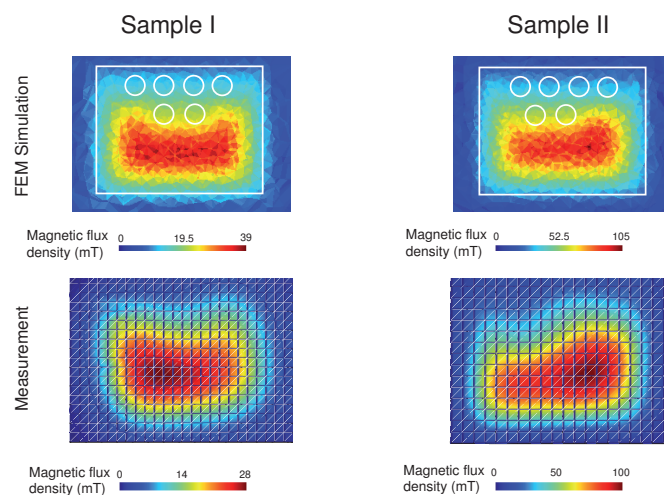 Sample I
Sample II
FEM Simulation
Magnetic flux
density (mT)
0
19.5
39
Magnetic flux
density (mT)
0
52.5
105
Measurement
Magnetic flux
density (mT)
0
14
28
Magnetic flux
density (mT)
0
50
100